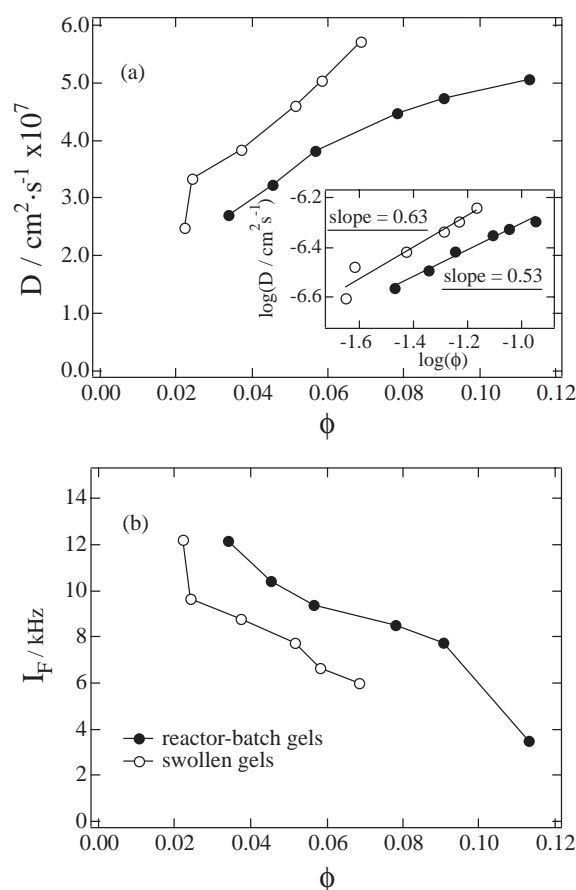 6.0
5.0
4.0
3.0
2.0
1.0
0.0
D / cm²·s⁻¹ x10⁷
(a)
-6.2
-6.4
-6.6
log(D / cm²s⁻¹)
slope = 0.63
slope = 0.53
-1.6 -1.4 -1.2 -1.0
log(ϕ)
0.00 0.02 0.04 0.06 0.08 0.10 0.12
ϕ
14
12
10
8
6
4
2
0
I_F / kHz
(b)
reactor-batch gels
swollen gels
0.00 0.02 0.04 0.06 0.08 0.10 0.12
ϕ